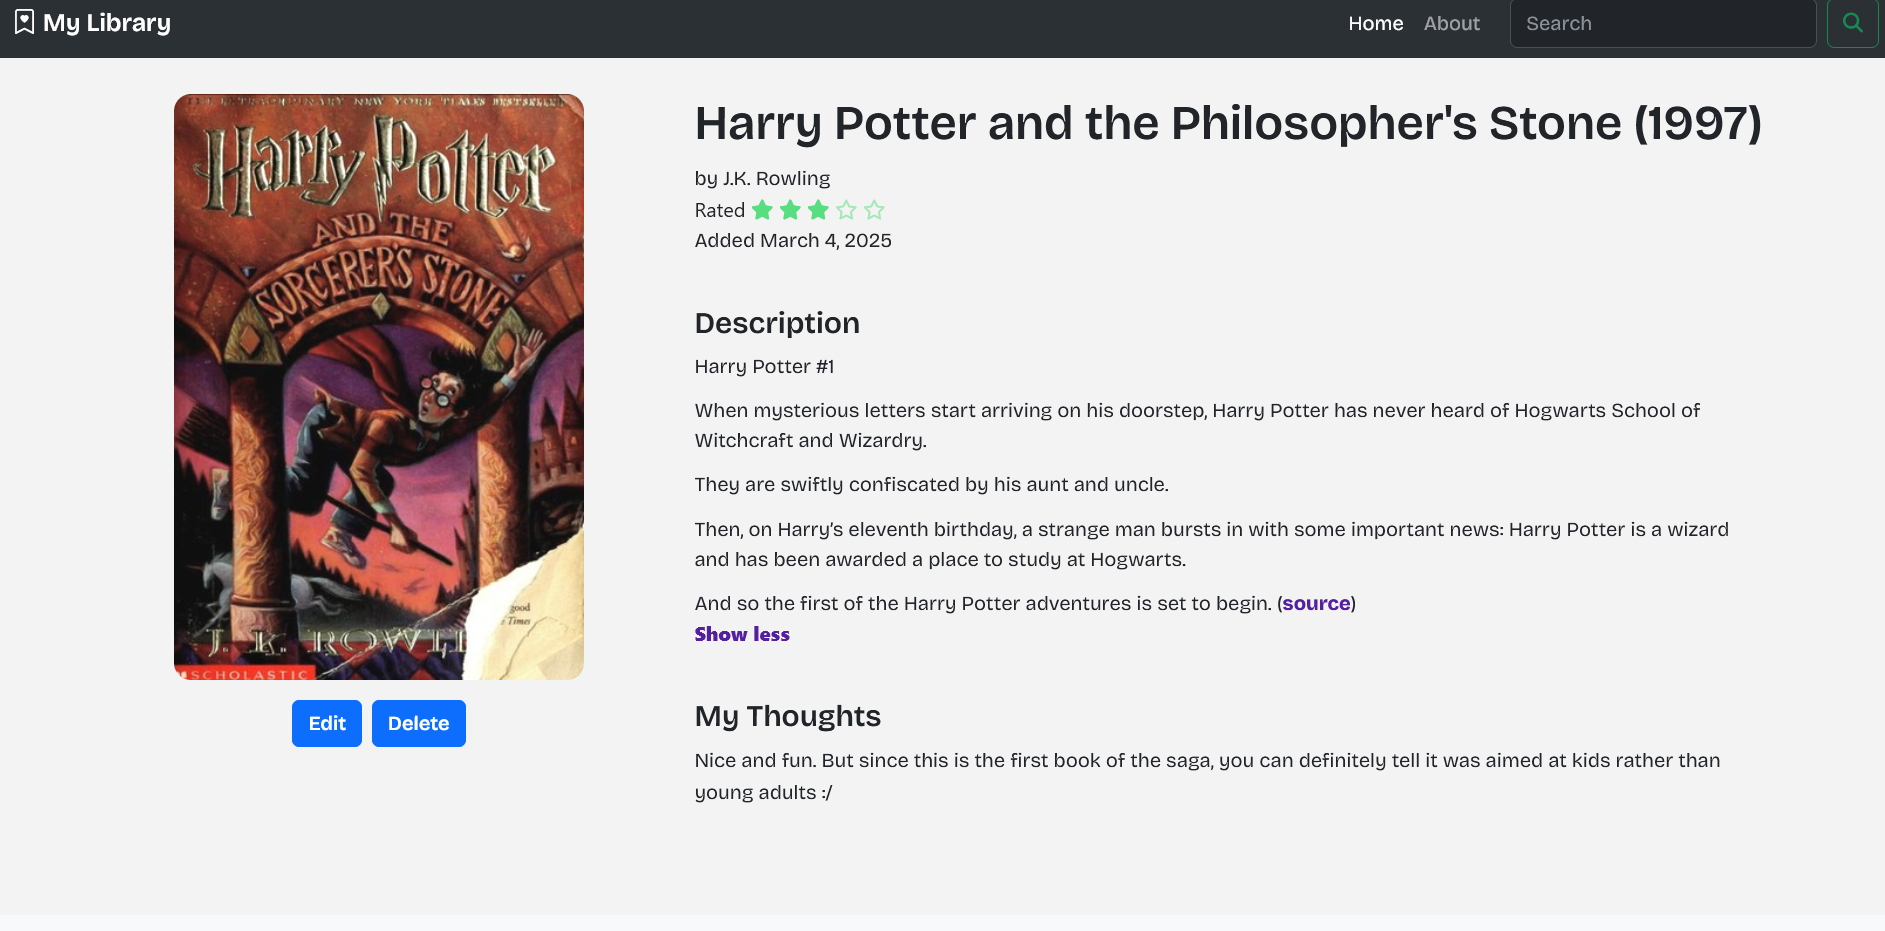 My Library
Home
About
Search
THE EXTRAORDINARY NEW YORK TIMES BESTSELLER
Harry Potter
AND THE
SORCERER'S STONE
good
Times
J. K. ROWLI
SCHOLASTIC
Edit
Delete
Harry Potter and the Philosopher's Stone (1997)
by J.K. Rowling
Rated
Added March 4, 2025
Description
Harry Potter #1
When mysterious letters start arriving on his doorstep, Harry Potter has never heard of Hogwarts School of
Witchcraft and Wizardry.
They are swiftly confiscated by his aunt and uncle.
Then, on Harry’s eleventh birthday, a strange man bursts in with some important news: Harry Potter is a wizard
and has been awarded a place to study at Hogwarts.
And so the first of the Harry Potter adventures is set to begin. (source)
Show less
My Thoughts
Nice and fun. But since this is the first book of the saga, you can definitely tell it was aimed at kids rather than
young adults :/